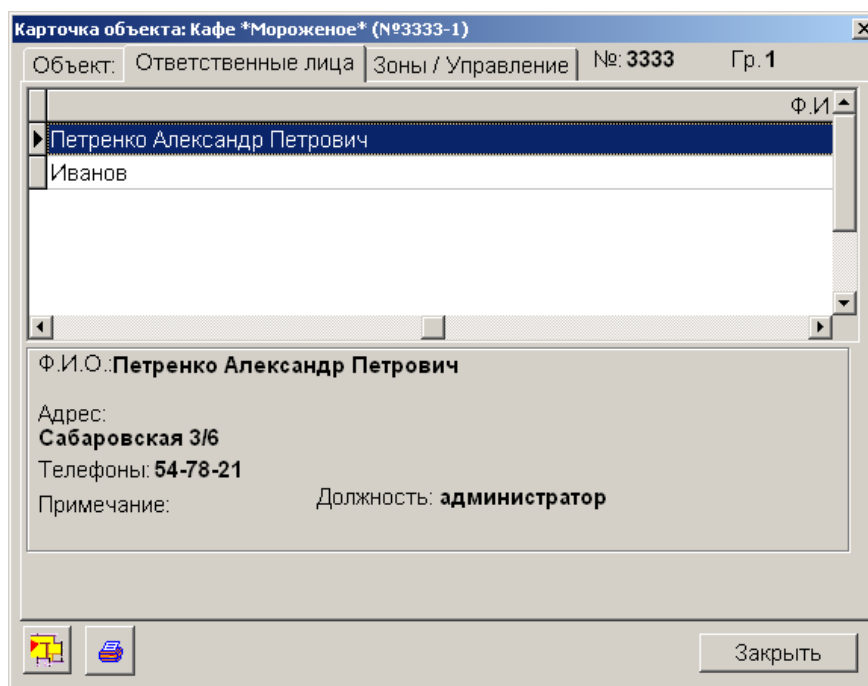 Карточка объекта: Кафе *Мороженое* (№3333-1)
Объект: Ответственные лица Зоны / Управление №: 3333 Гр. 1
Ф.И
Петренко Александр Петрович
Иванов
Ф.И.О.:Петренко Александр Петрович
Адрес:
Сабаровская 3/6
Телефоны: 54-78-21
Примечание: Должность: администратор
Закрыть